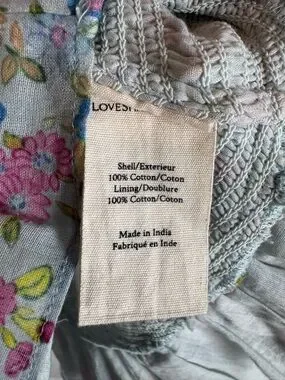 Shell/Exterieur
100% Cotton/Coton
Lining/Doublure
100% Cotton/Coton
Made in India
Fabriqué en Inde